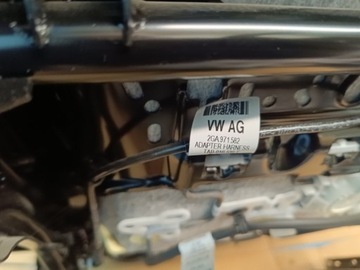 VW AG
2GA 971 582
ADAPTER HARNESS